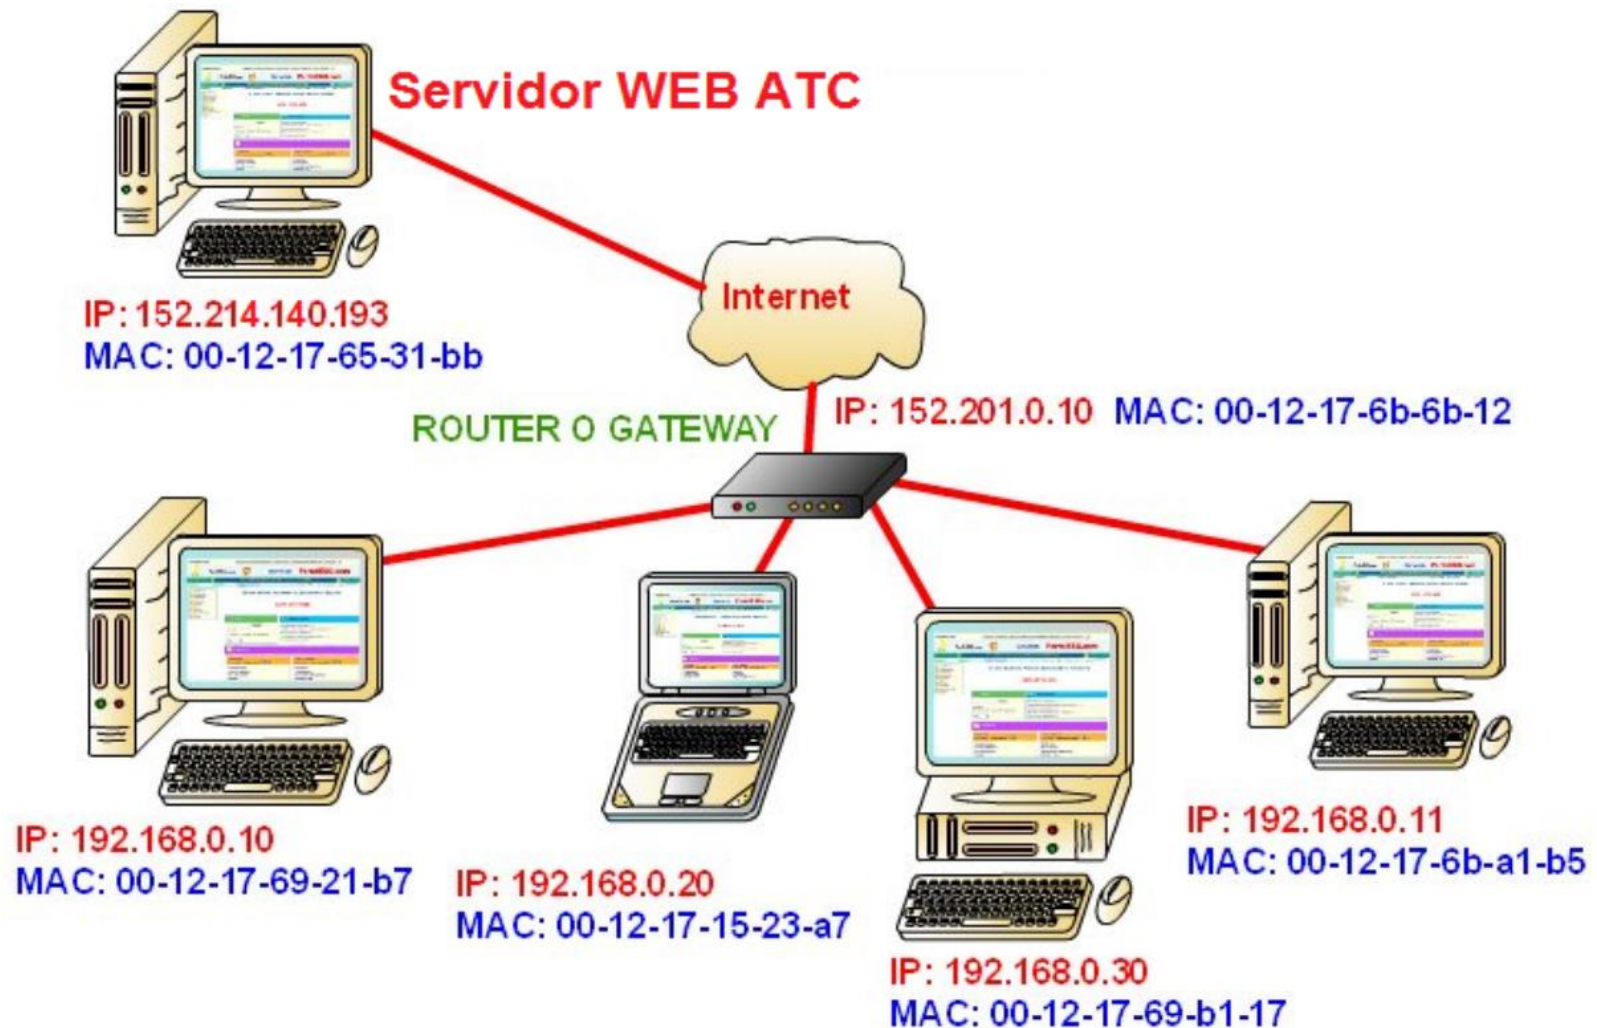 Servidor WEB ATC
IP: 152.214.140.193
MAC: 00-12-17-65-31-bb
Internet
ROUTER O GATEWAY
IP: 152.201.0.10 MAC: 00-12-17-6b-6b-12
IP: 192.168.0.10
MAC: 00-12-17-69-21-b7
IP: 192.168.0.20
MAC: 00-12-17-15-23-a7
IP: 192.168.0.30
MAC: 00-12-17-69-b1-17
IP: 192.168.0.11
MAC: 00-12-17-6b-a1-b5